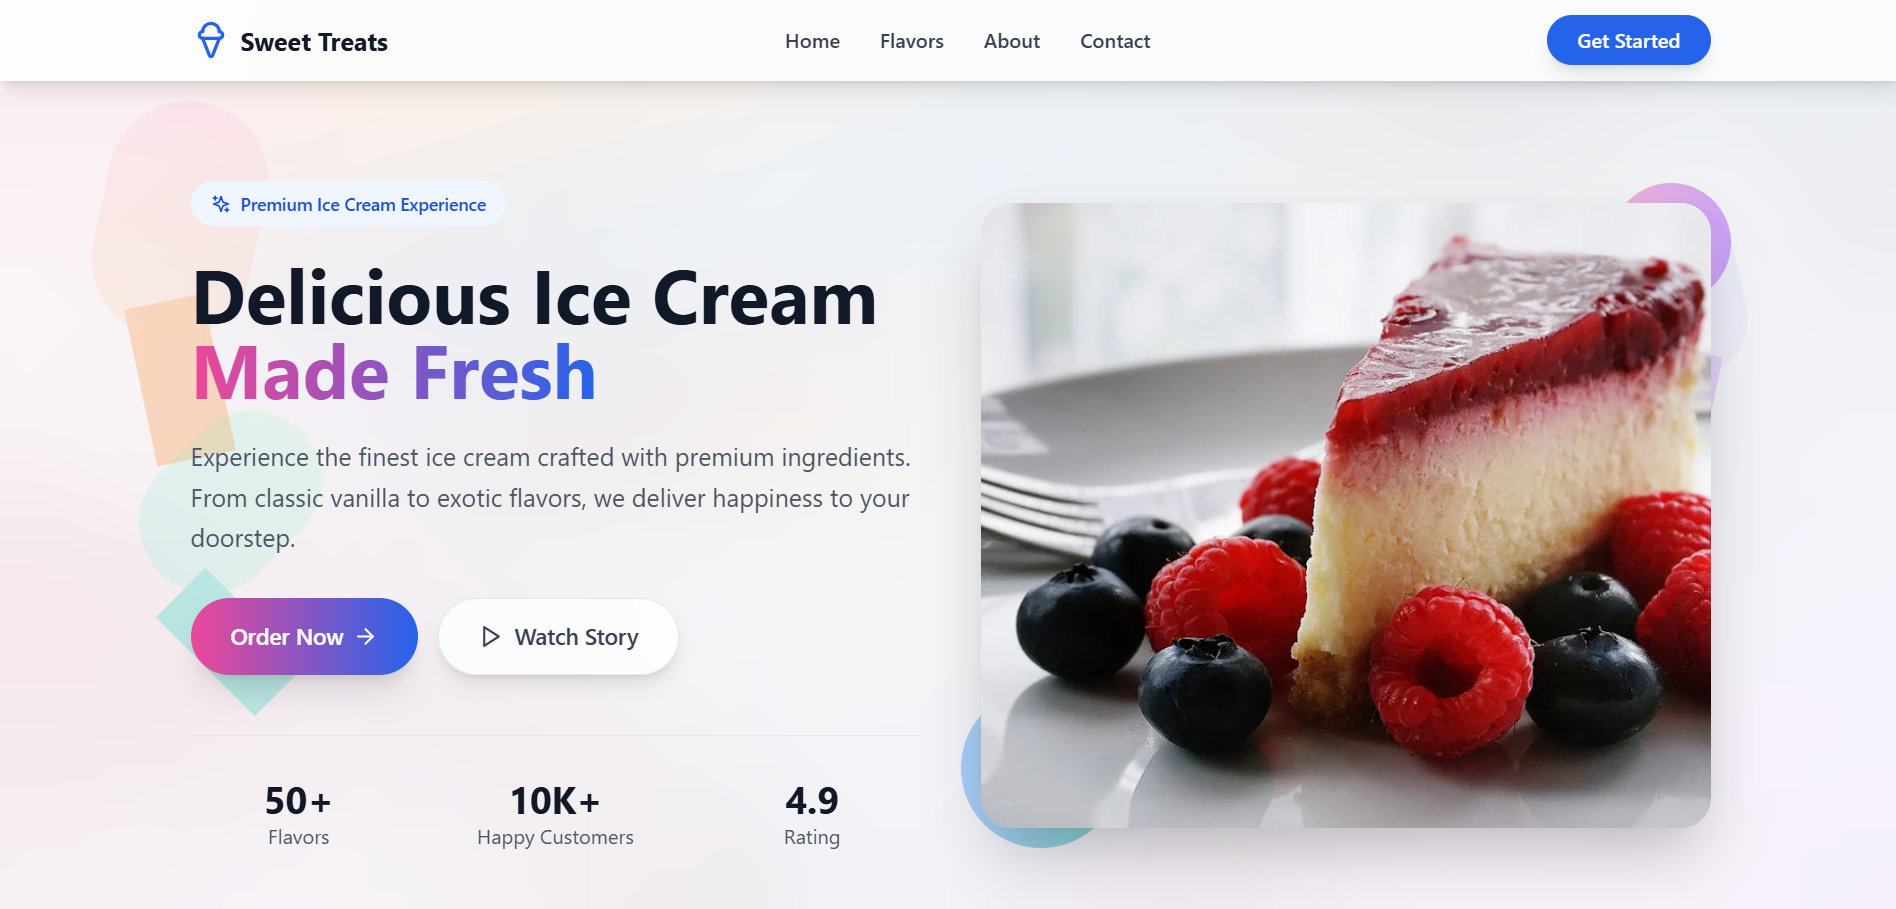 Sweet Treats
Home
Flavors
About
Contact
Get Started
Premium Ice Cream Experience
Delicious Ice Cream
Made Fresh
Experience the finest ice cream crafted with premium ingredients.
From classic vanilla to exotic flavors, we deliver happiness to your
doorstep.
Order Now
Watch Story
50+
Flavors
10K+
Happy Customers
4.9
Rating